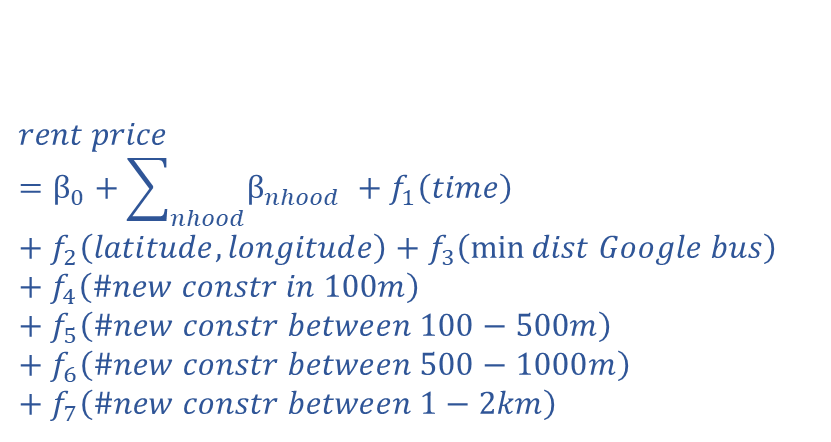 rent price
= β₀ + ∑ₙₕₒₒ𝒹 βₙₕₒₒ𝒹 + f₁(time)
+ f₂(latitude, longitude) + f₃(min dist Google bus)
+ f₄(#new constr in 100m)
+ f₅(#new constr between 100 − 500m)
+ f₆(#new constr between 500 − 1000m)
+ f₇(#new constr between 1 − 2km)